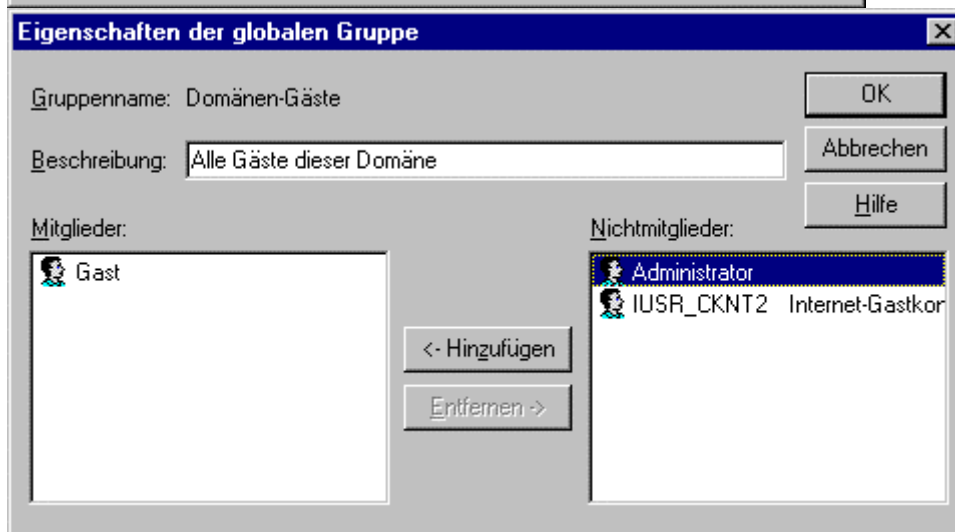 Eigenschaften der globalen Gruppe
Gruppenname: Domänen-Gäste
OK
Beschreibung: Alle Gäste dieser Domäne
Abbrechen
Hilfe
Mitglieder:
Nichtmitglieder:
Gast
Administrator
IUSR_CKNT2 Internet-Gastkor
<- Hinzufügen
Entfernen ->